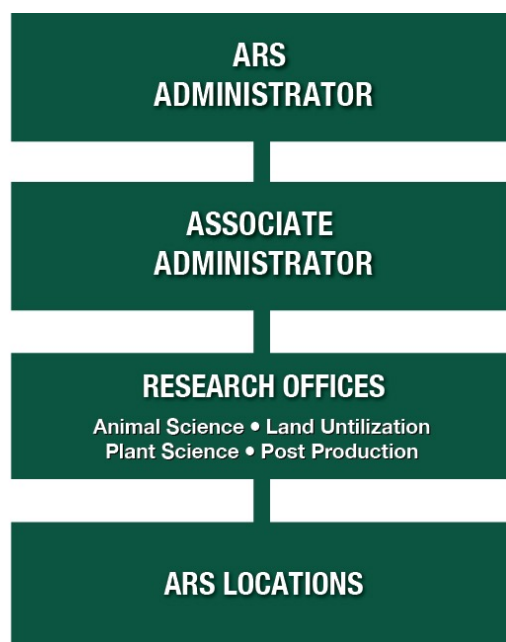 ARS
ADMINISTRATOR
ASSOCIATE
ADMINISTRATOR
RESEARCH OFFICES
Animal Science • Land Untilization
Plant Science • Post Production
ARS LOCATIONS